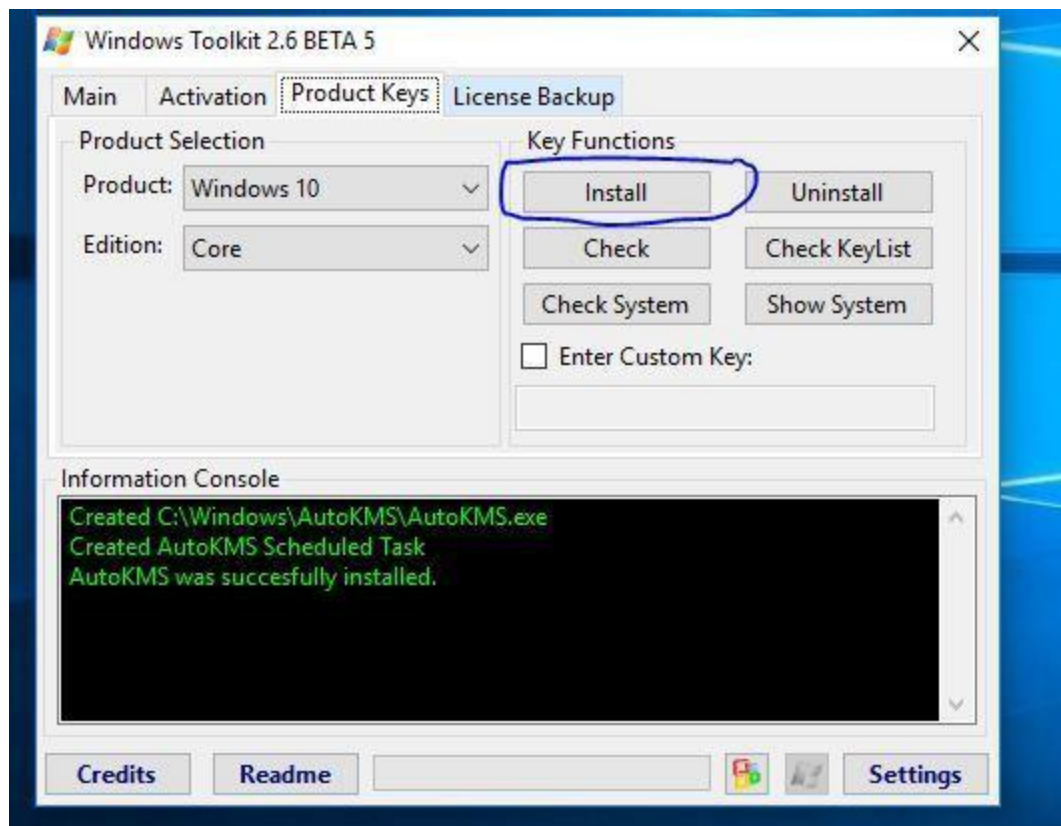 Windows Toolkit 2.6 BETA 5
Main Activation Product Keys License Backup
Product Selection
Product: Windows 10
Edition: Core
Key Functions
Install Uninstall
Check Check KeyList
Check System Show System
Enter Custom Key:
Information Console
Created C:\Windows\AutoKMS\AutoKMS.exe
Created AutoKMS Scheduled Task
AutoKMS was succesfully installed.
Credits Readme Settings